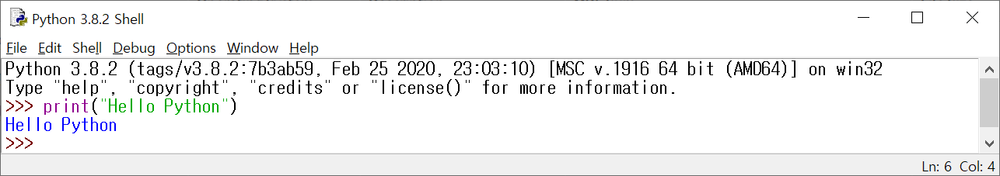 Python 3.8.2 Shell
File Edit Shell Debug Options Window Help
Python 3.8.2 (tags/v3.8.2:7b3ab59, Feb 25 2020, 23:03:10) [MSC v.1916 64 bit (AMD64)] on win32
Type "help", "copyright", "credits" or "license()" for more information.
>>> print("Hello Python")
Hello Python
>>>
Ln: 6 Col: 4